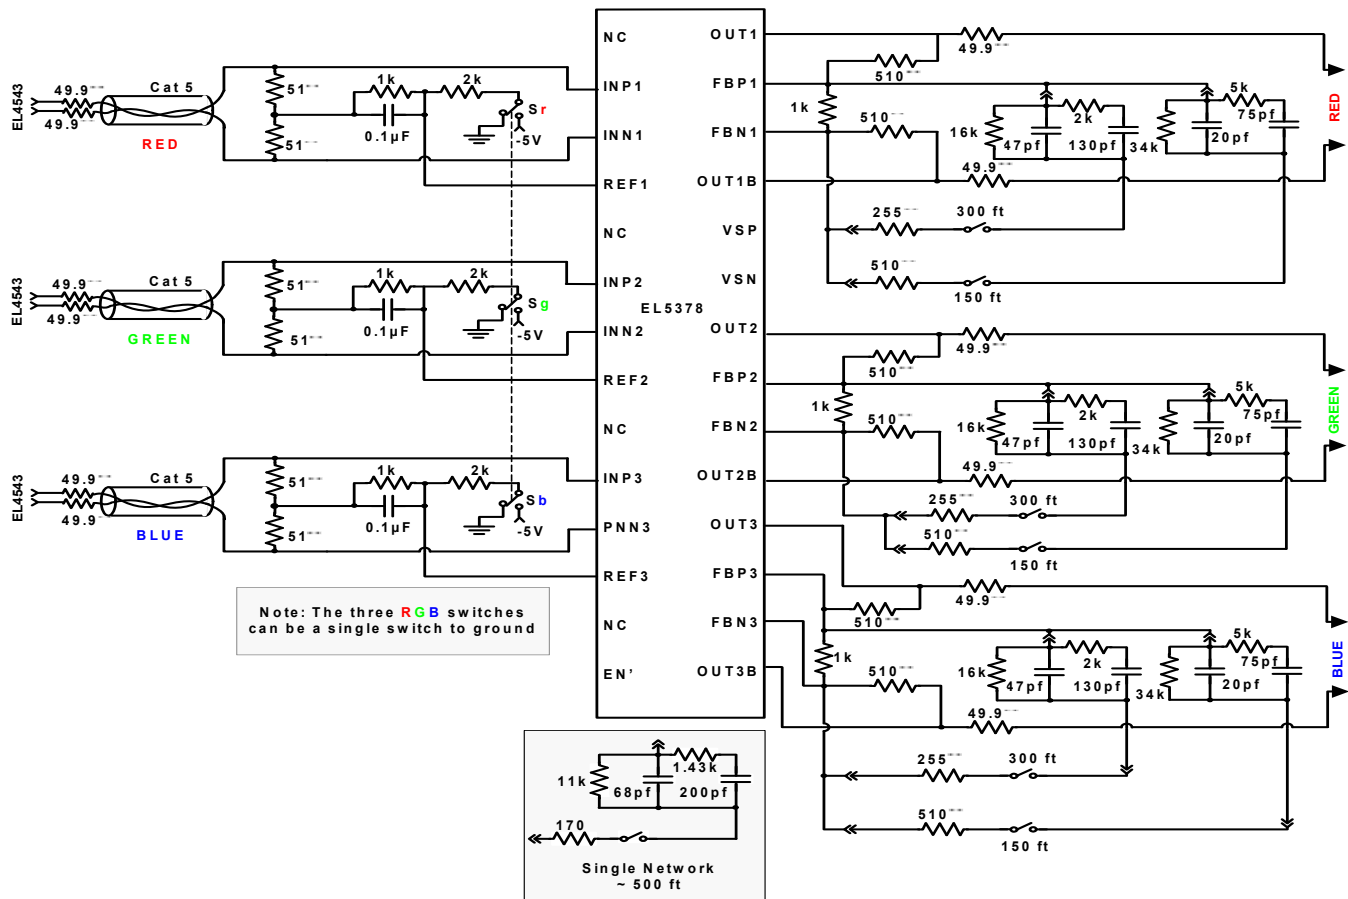 EL4543
49.9
49.9
Cat 5
RED
51
51
1k
0.1µF
2k
Sr
-5V
EL4543
49.9
49.9
Cat 5
GREEN
51
51
1k
0.1µF
2k
Sg
-5V
EL4543
49.9
49.9
Cat 5
BLUE
51
51
1k
0.1µF
2k
Sb
-5V
Note: The three RGB switches
can be a single switch to ground
NC
INP1
INN1
REF1
NC
INP2
INN2
REF2
NC
INP3
PNN3
REF3
NC
EN'
EL5378
OUT1
FBP1
FBN1
OUT1B
VSP
VSN
OUT2
FBP2
FBN2
OUT2B
OUT3
FBP3
FBN3
OUT3B
49.9
510
1k
510
49.9
16k
47pf
2k
130pf
34k
5k
75pf
20pf
255
300 ft
510
150 ft
RED
49.9
510
1k
510
49.9
16k
47pf
2k
130pf
34k
5k
75pf
20pf
255
300 ft
510
150 ft
GREEN
49.9
510
1k
510
49.9
16k
47pf
2k
130pf
34k
5k
75pf
20pf
255
300 ft
510
150 ft
BLUE
11k
68pf
1.43k
200pf
170
Single Network
~ 500 ft